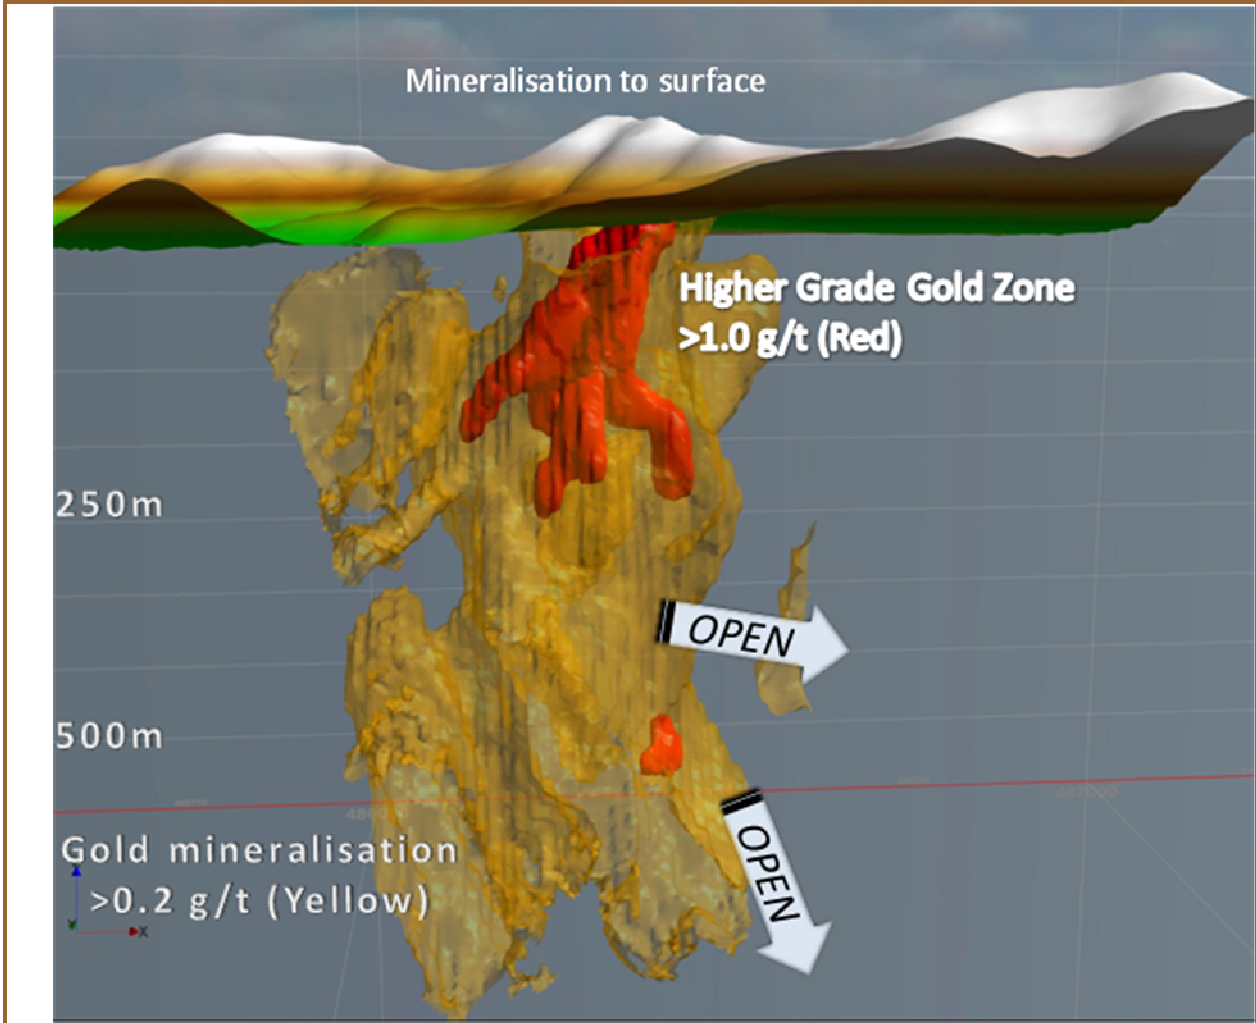 Mineralisation to surface
Higher Grade Gold Zone
>1.0 g/t (Red)
250m
OPEN
500m
487000
OPEN
Gold mineralisation
>0.2 g/t (Yellow)
X